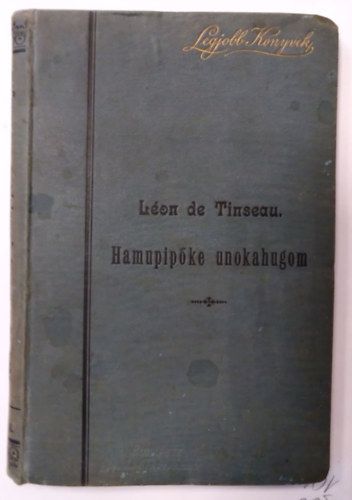 Legjobb Könyvek
Léon de Tinseau.
Hamupipőke unokahugom